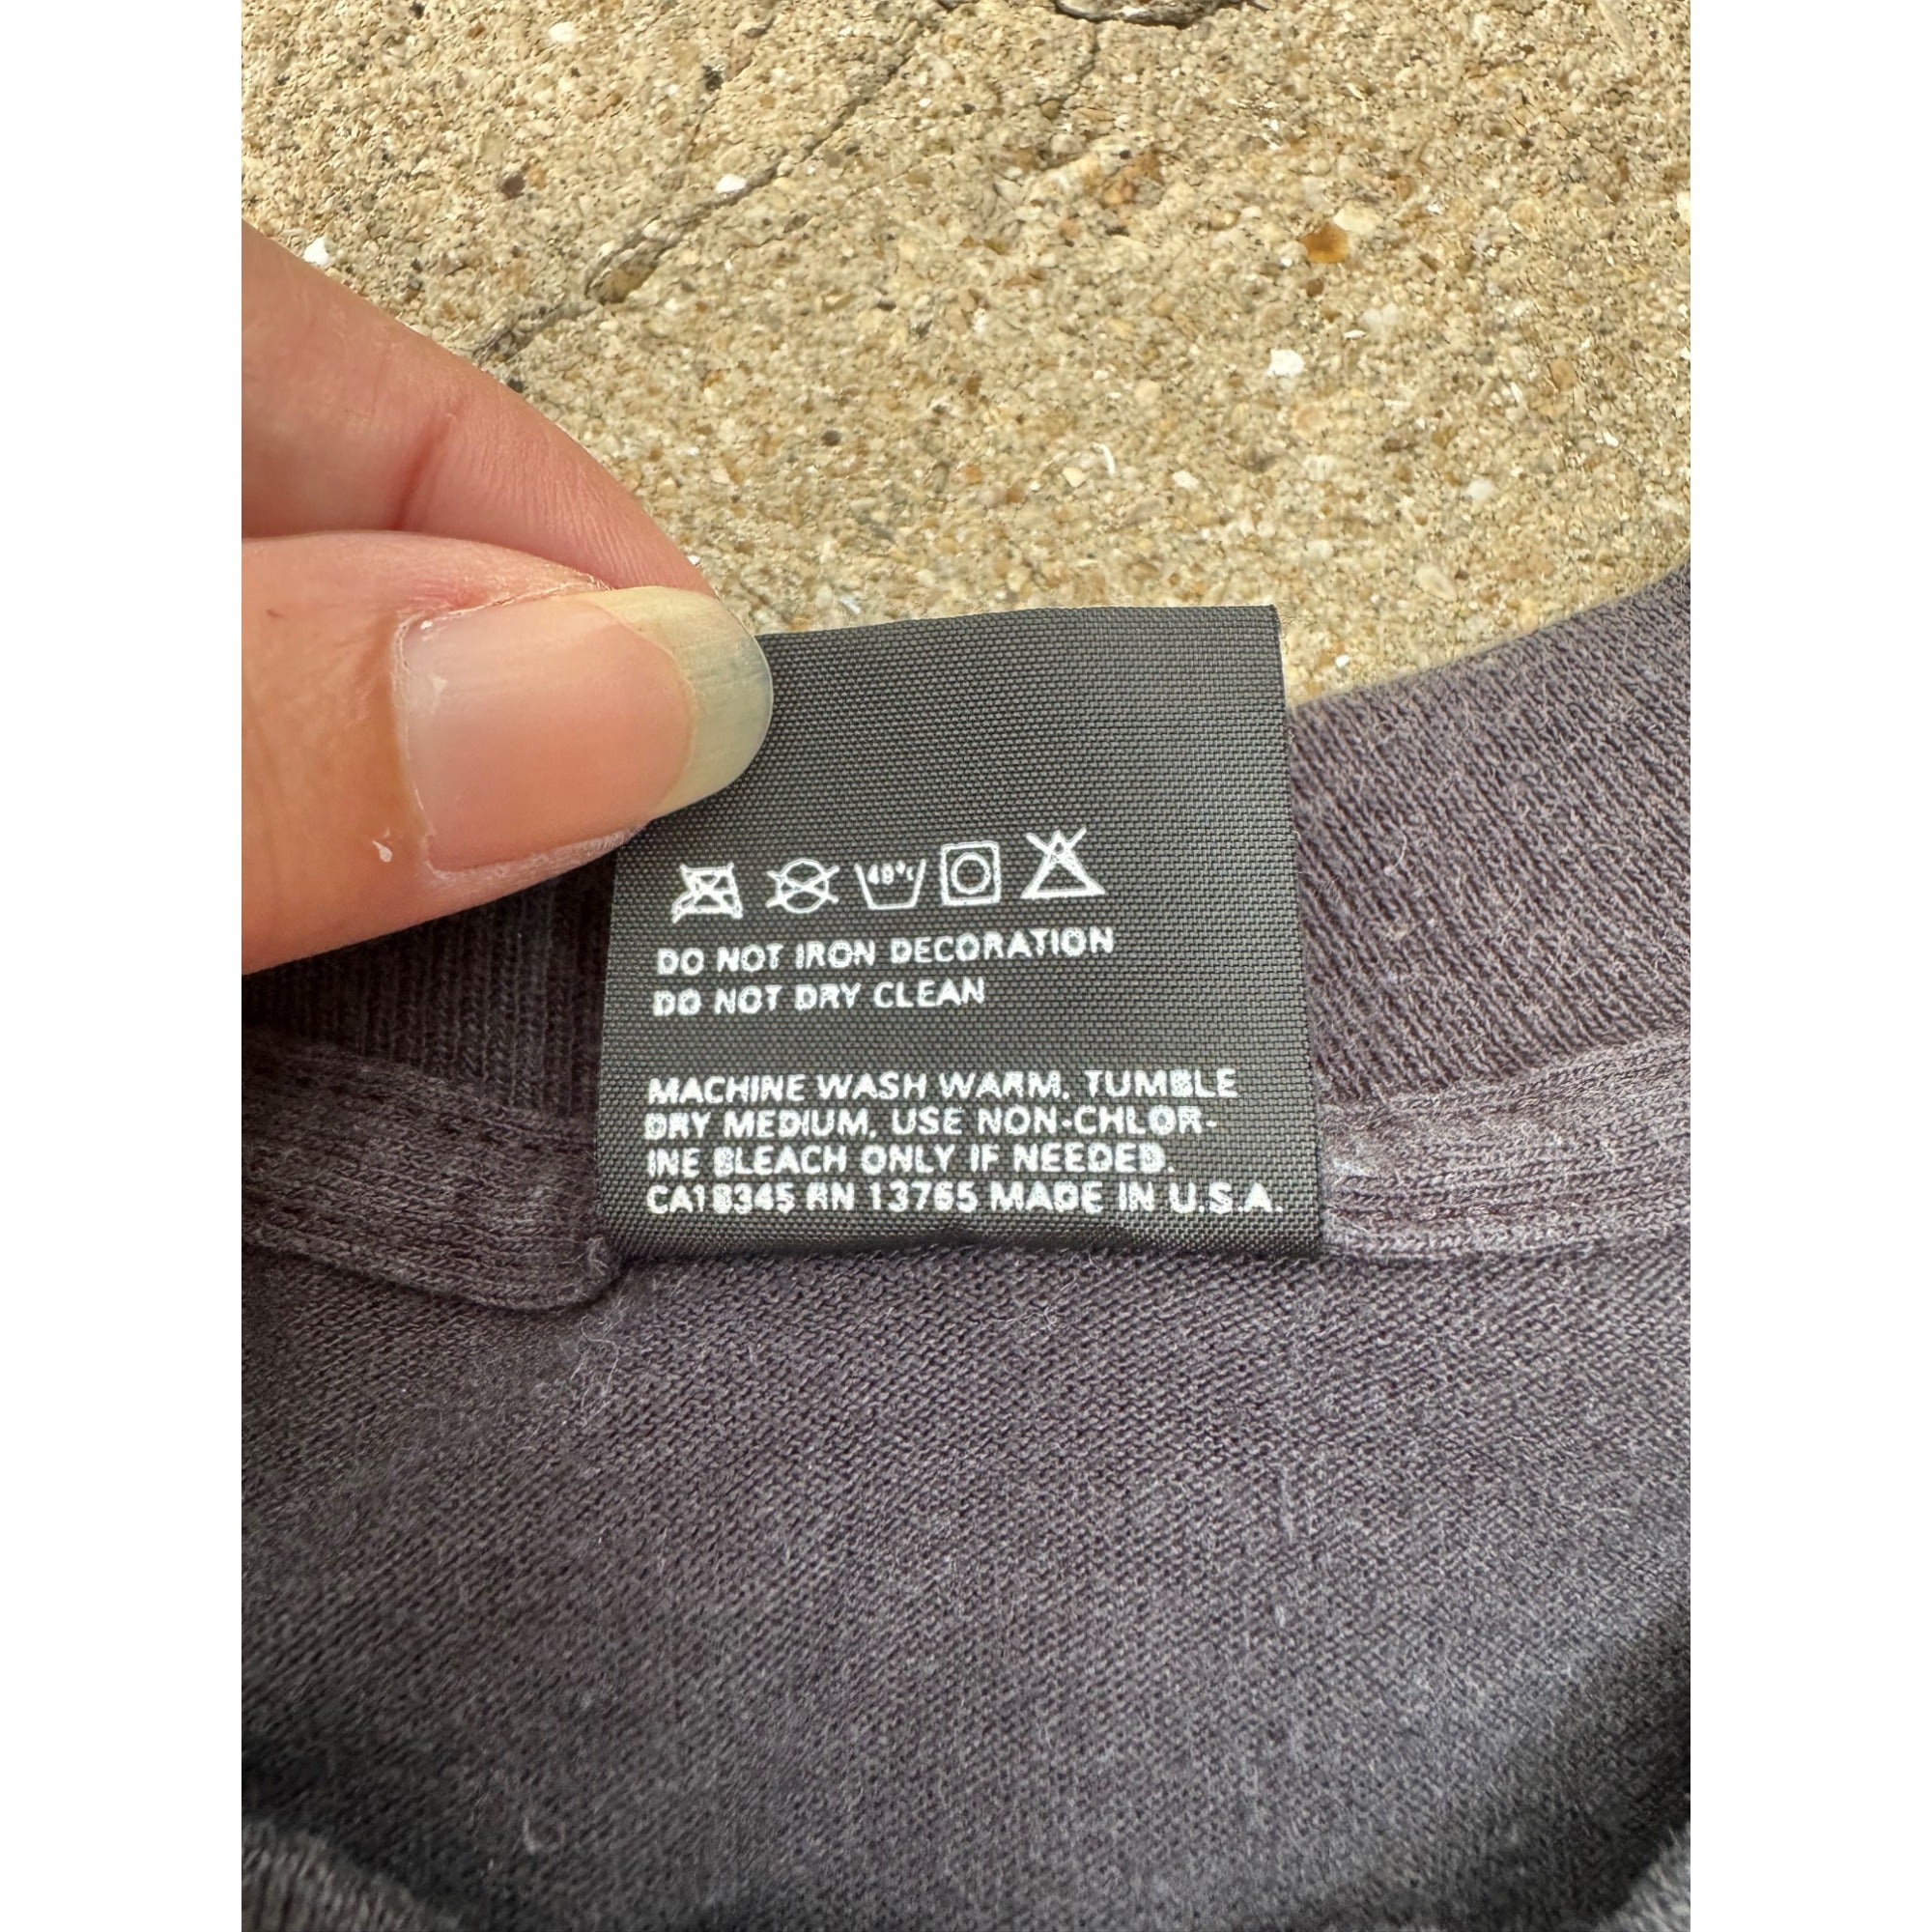 40°C
DO NOT IRON DECORATION
DO NOT DRY CLEAN
MACHINE WASH WARM, TUMBLE
DRY MEDIUM, USE NON-CHLOR-
INE BLEACH ONLY IF NEEDED.
CA18345 RN 13765 MADE IN U.S.A.